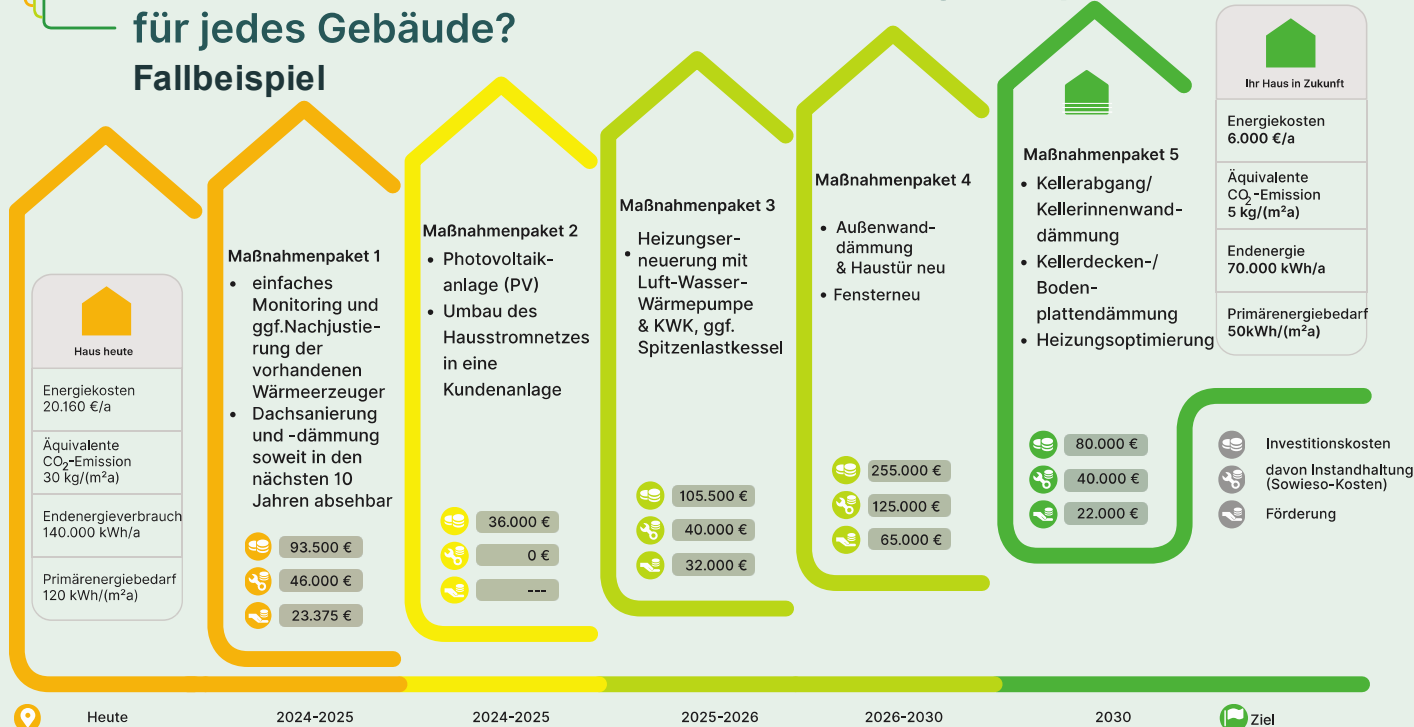 für jedes Gebäude?
Fallbeispiel
Haus heute
Energiekosten
20.160 €/a
Äquivalente
CO₂-Emission
30 kg/(m²a)
Endenergieverbrauch
140.000 kWh/a
Primärenergiebedarf
120 kWh/(m²a)
Maßnahmenpaket 1
• einfaches
Monitoring und
ggf.Nachjustie-
rung der
vorhandenen
Wärmeerzeuger
• Dachsanierung
und -dämmung
soweit in den
nächsten 10
Jahren absehbar
93.500 €
46.000 €
23.375 €
Maßnahmenpaket 2
• Photovoltaik-
anlage (PV)
• Umbau des
Hausstromnetzes
in eine
Kundenanlage
36.000 €
0 €
---
Maßnahmenpaket 3
• Heizungser-
neuerung mit
Luft-Wasser-
Wärmepumpe
& KWK, ggf.
Spitzenlastkessel
105.500 €
40.000 €
32.000 €
Maßnahmenpaket 4
• Außenwand-
dämmung
& Haustür neu
• Fensterneu
255.000 €
125.000 €
65.000 €
Maßnahmenpaket 5
• Kellerabgang/
Kellerinnenwand-
dämmung
• Kellerdecken-/
Boden-
plattendämmung
• Heizungsoptimierung
80.000 €
40.000 €
22.000 €
Ihr Haus in Zukunft
Energiekosten
6.000 €/a
Äquivalente
CO₂-Emission
5 kg/(m²a)
Endenergie
70.000 kWh/a
Primärenergiebedarf
50kWh/(m²a)
Investitionskosten
davon Instandhaltung
(Sowieso-Kosten)
Förderung
Heute
2024-2025
2024-2025
2025-2026
2026-2030
2030
Ziel